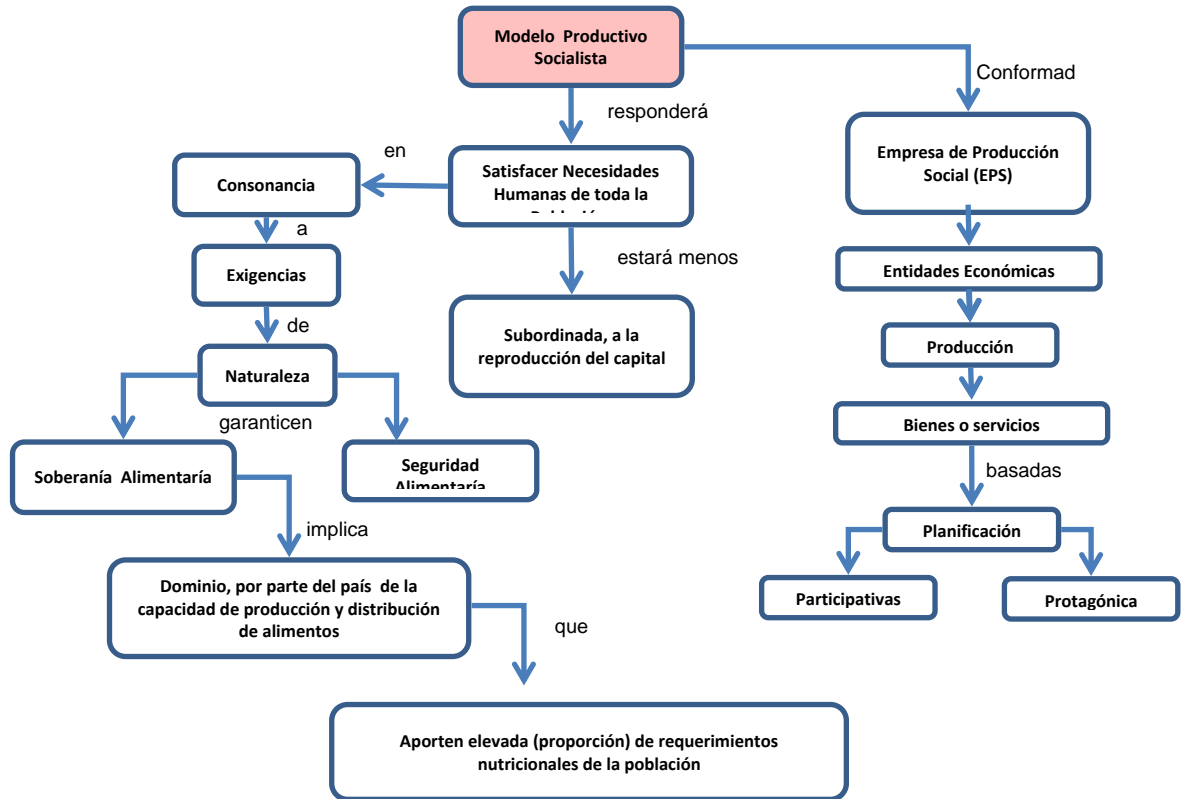 Modelo Productivo
Socialista
Conformad
responderá
en
Satisfacer Necesidades
Humanas de toda la
Empresa de Producción
Social (EPS)
Consonancia
a
estará menos
Entidades Económicas
Exigencias
de
Subordinada, a la
reproducción del capital
Producción
Naturaleza
garanticen
Bienes o servicios
Soberanía Alimentaría
Seguridad
Alimentaría
basadas
implica
Planificación
Dominio, por parte del país de la
capacidad de producción y distribución
de alimentos
Participativas
Protagónica
que
Aporten elevada (proporción) de requerimientos
nutricionales de la población